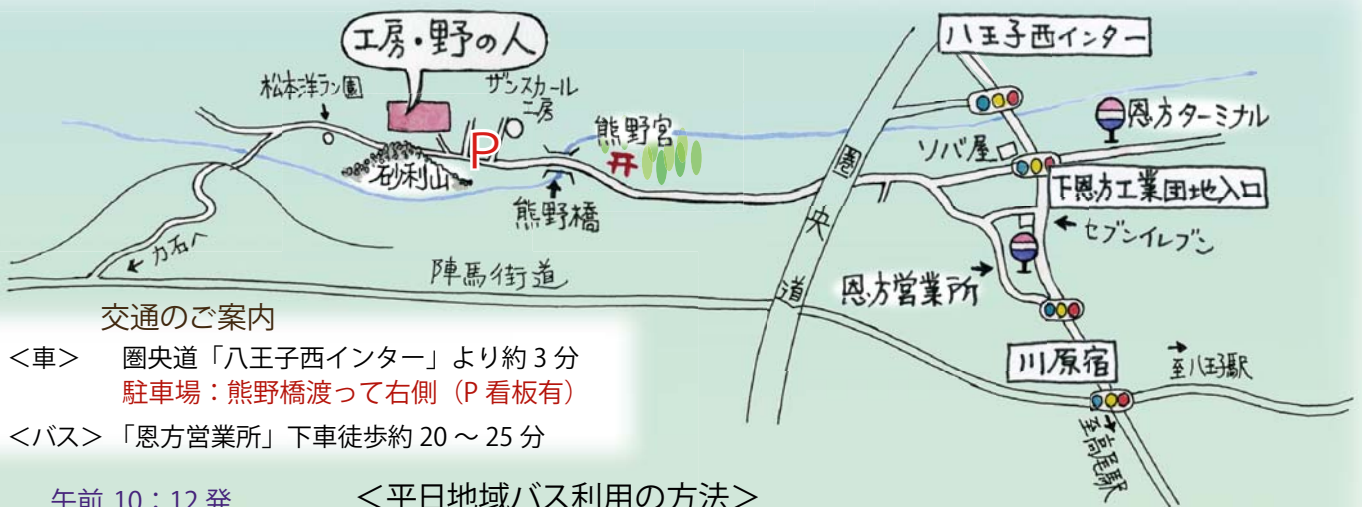 工房・野の人
八王子西インター
松本洋ラン園
ザンスカール
工房
恩方ターミナル
熊野宮
ソバ屋
P
圏央道
砂利山
下恩方工業団地入口
熊野橋
← セブンイレブン
← 力石へ
陣馬街道
恩方営業所
交通のご案内
<車> 圏央道「八王子西インター」より約 3 分
川原宿
至八王子駅
駐車場：熊野橋渡って右側（P 看板有）
<バス> 「恩方営業所」下車徒歩約 20 ～ 25 分
至高尾駅
午前 10：12 発 <平日地域バス利用の方法>